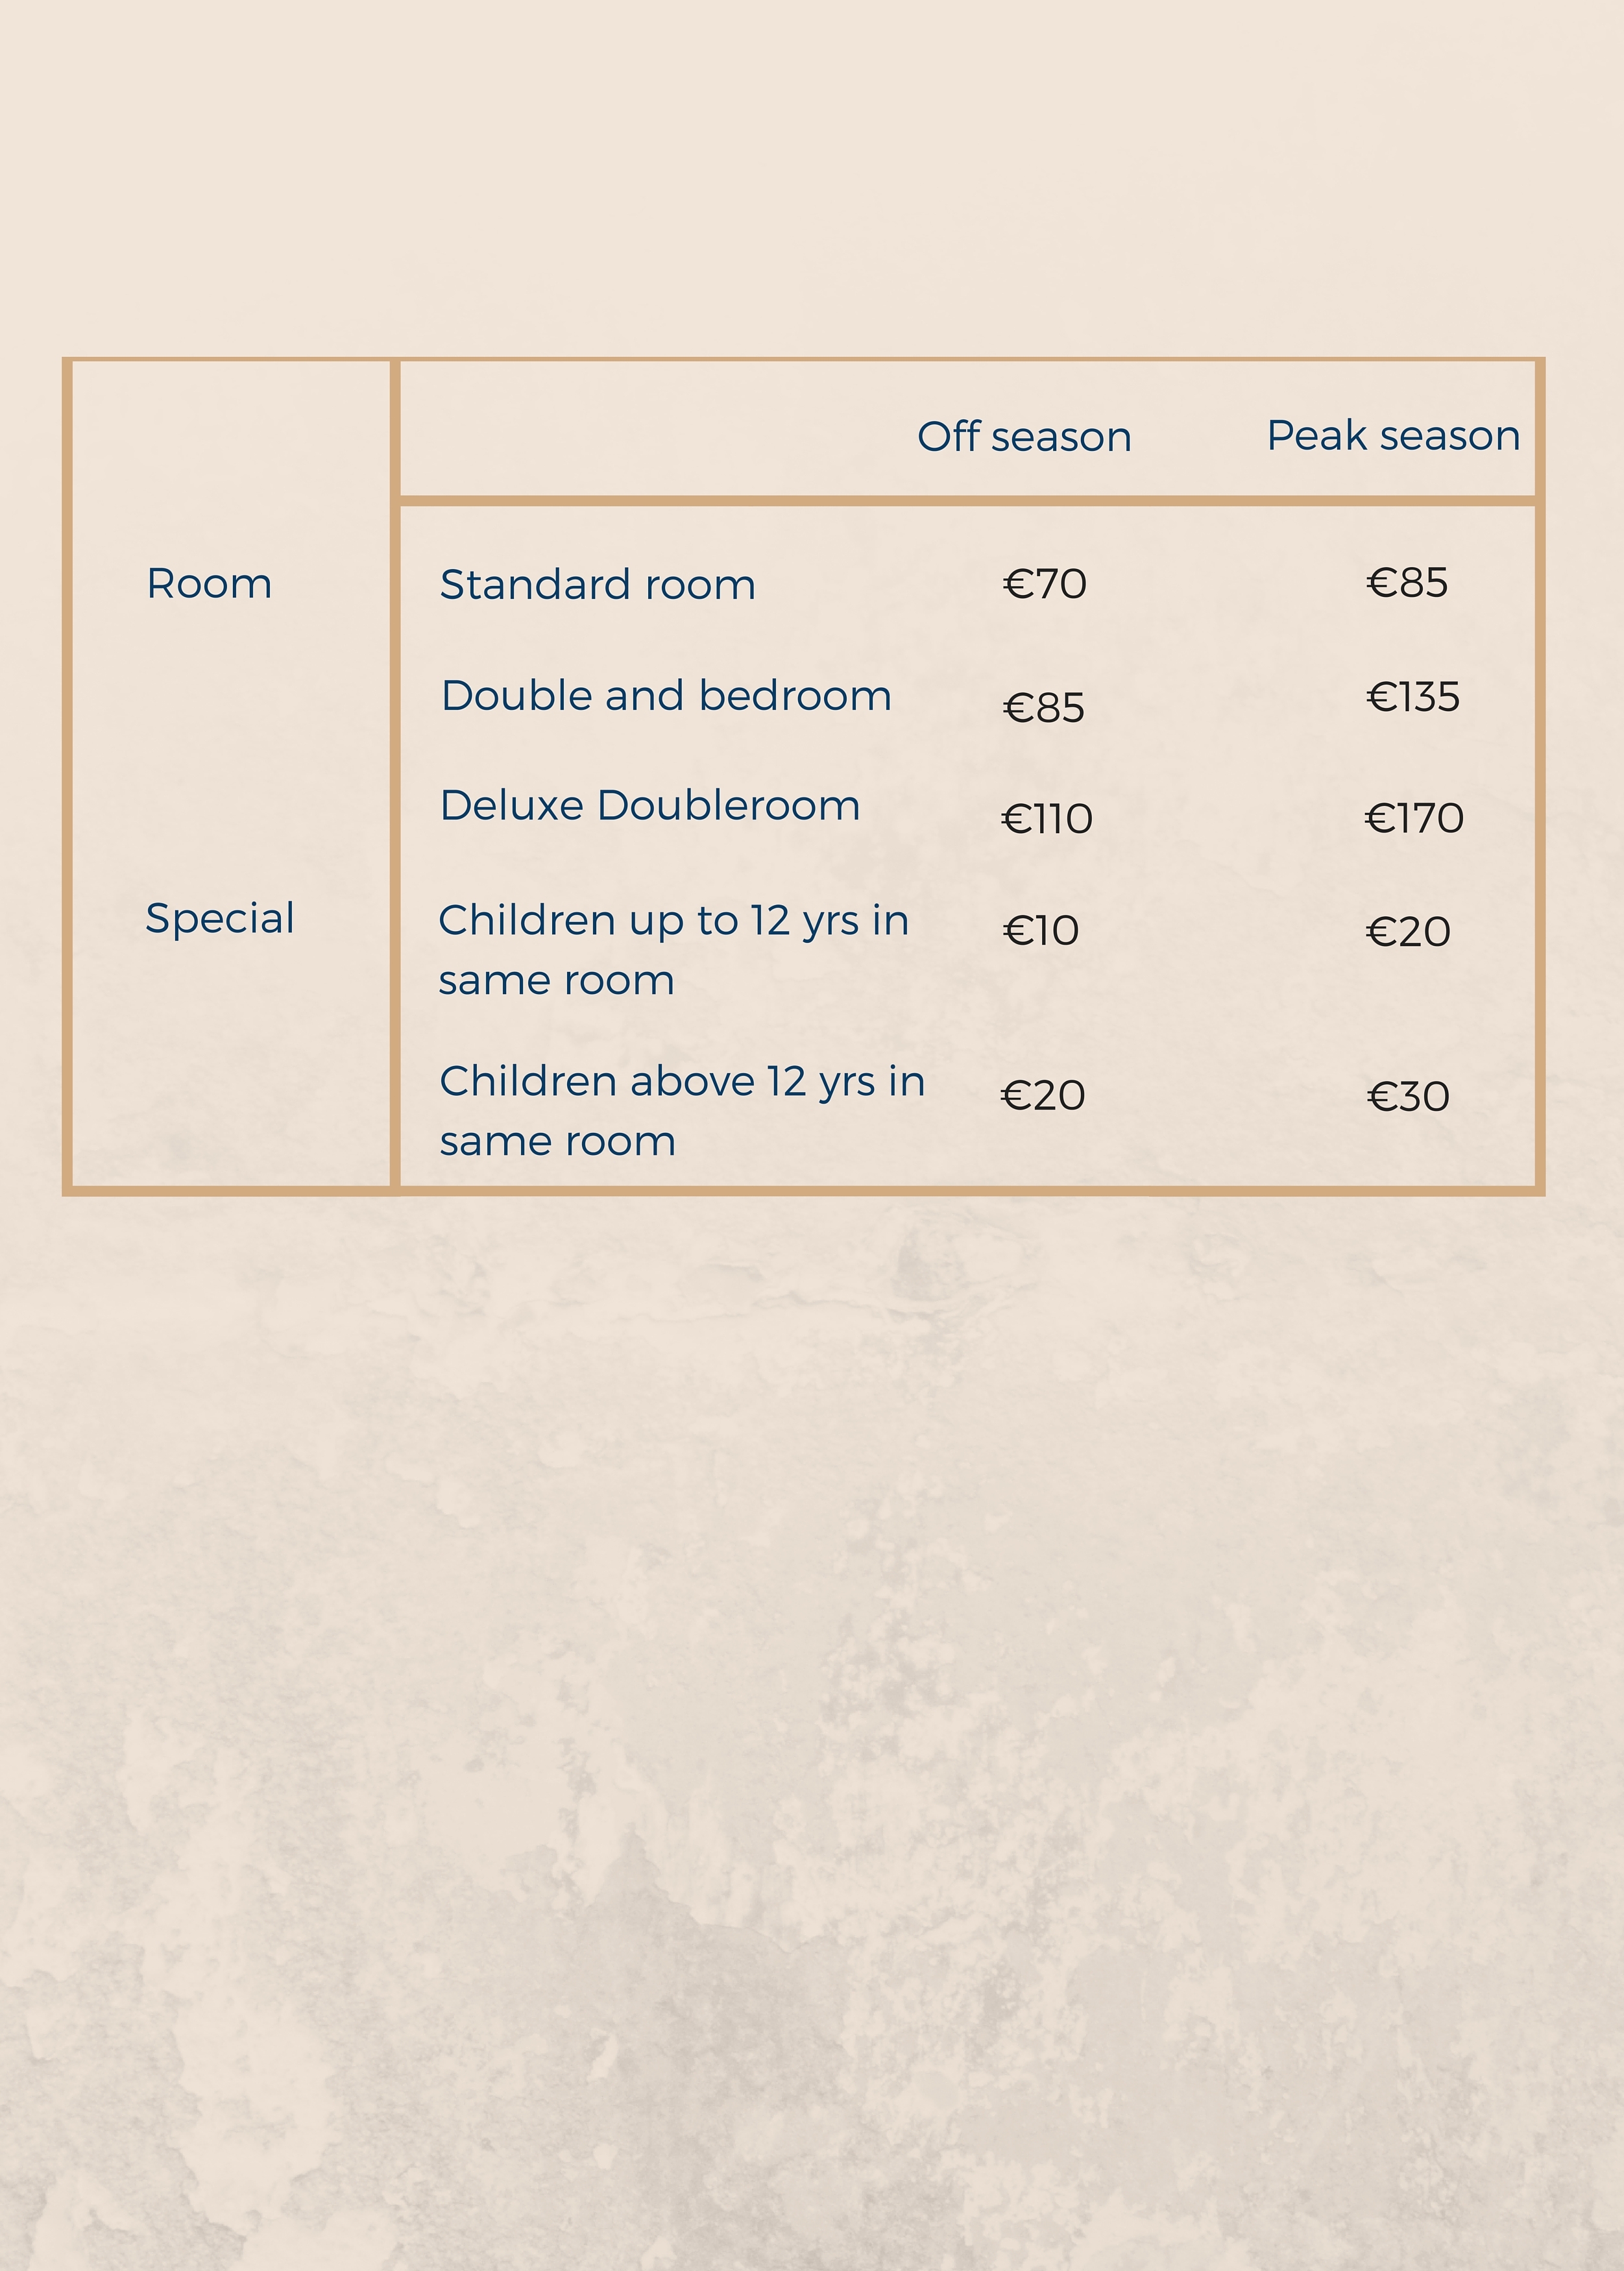 Off season Peak season
Room Standard room €70 €85
Double and bedroom €85 €135
Deluxe Doubleroom €110 €170
Special Children up to 12 yrs in €10 €20
same room
Children above 12 yrs in €20 €30
same room